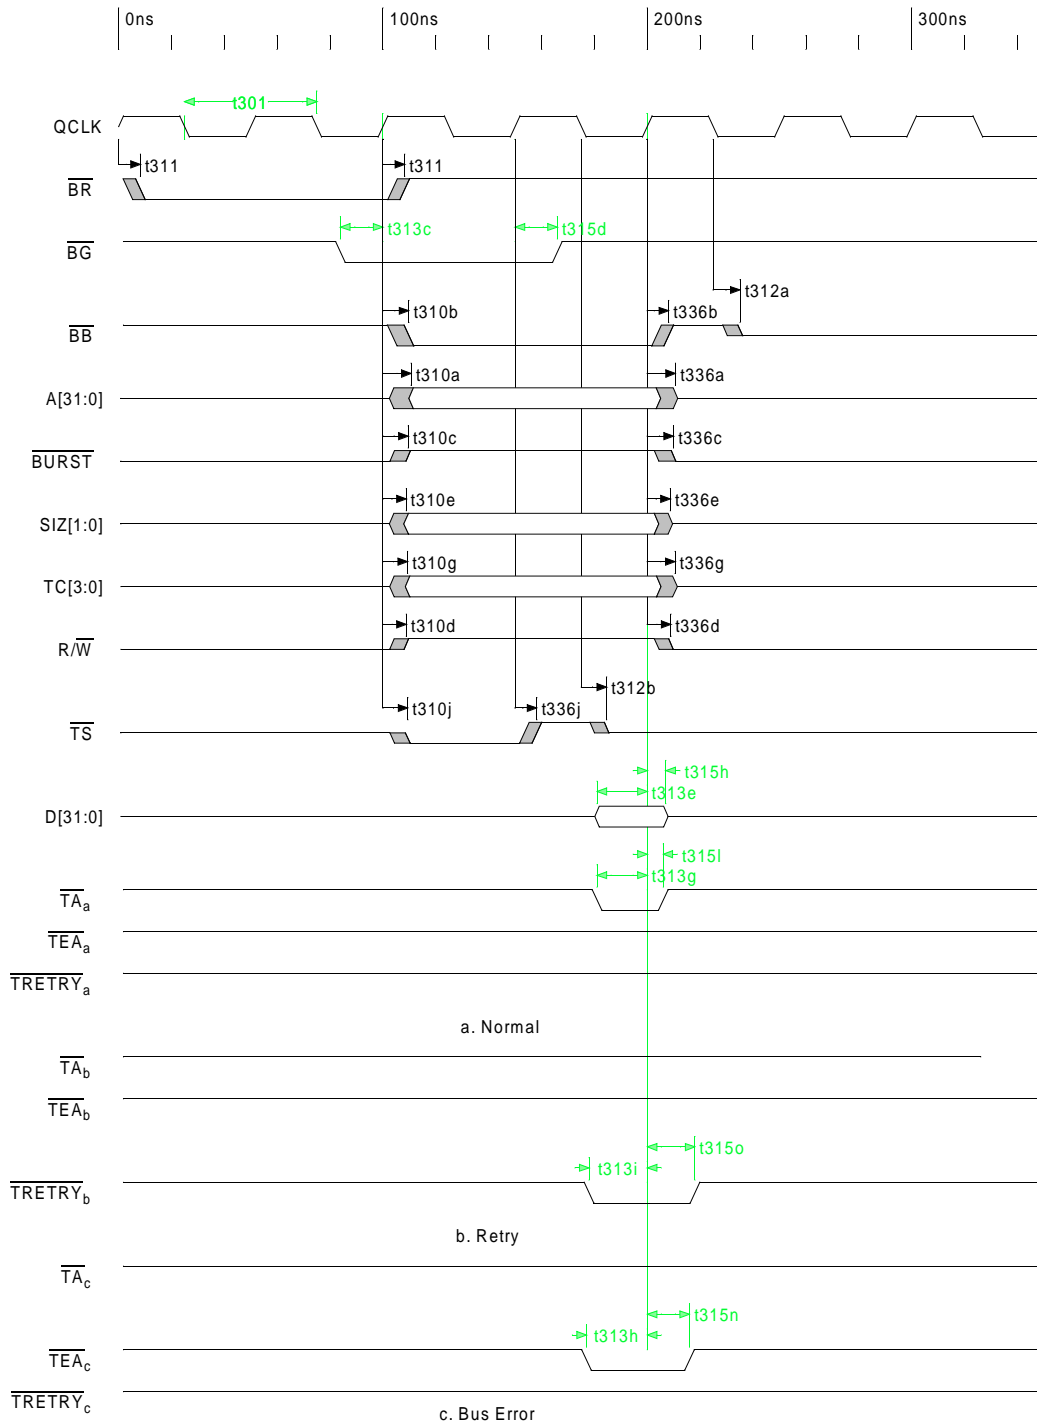 0ns 100ns 200ns 300ns
t301
QCLK
t311 t311
BR
t313c t315d
BG
t312a
t310b t336b
BB
t310a t336a
A[31:0]
t310c t336c
BURST
t310e t336e
SIZ[1:0]
t310g t336g
TC[3:0]
t310d t336d
R/W
t312b
t310j t336j
TS
t315h
t313e
D[31:0]
t315l
t313g
TAa
TEAa
TRETRYa
a. Normal
TAb
TEAb
t315o
t313i
TRETRYb
b. Retry
TAc
t315n
t313h
TEAc
TRETRYc
c. Bus Error